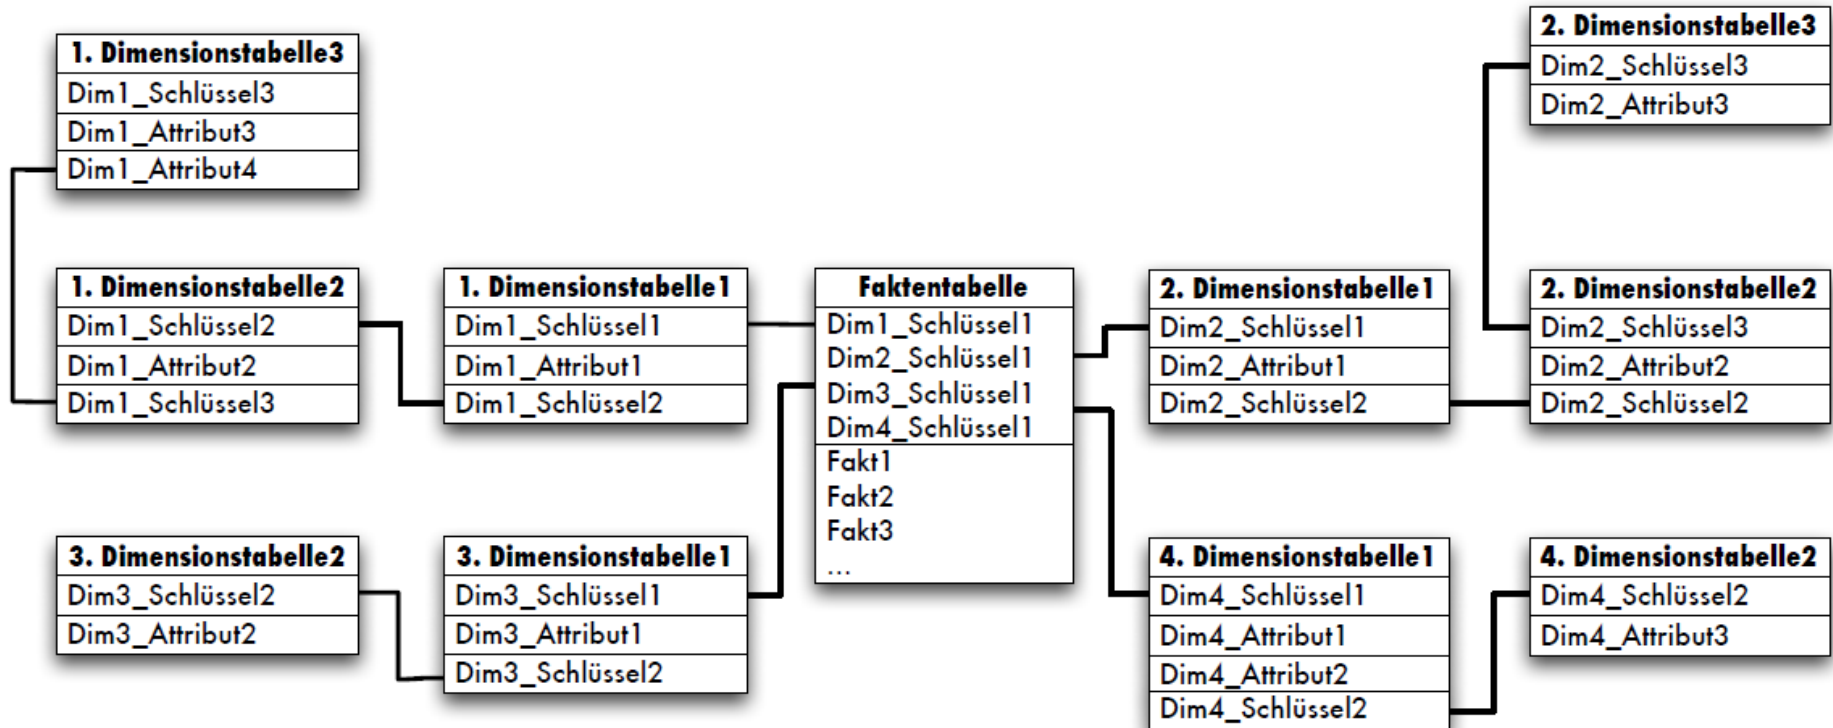 1. Dimensionstabelle3
Dim1_Schlüssel3
Dim1_Attribut3
Dim1_Attribut4
2. Dimensionstabelle3
Dim2_Schlüssel3
Dim2_Attribut3
1. Dimensionstabelle2
Dim1_Schlüssel2
Dim1_Attribut2
Dim1_Schlüssel3
1. Dimensionstabelle1
Dim1_Schlüssel1
Dim1_Attribut1
Dim1_Schlüssel2
Faktentabelle
Dim1_Schlüssel1
Dim2_Schlüssel1
Dim3_Schlüssel1
Dim4_Schlüssel1
Fakt1
Fakt2
Fakt3
...
2. Dimensionstabelle1
Dim2_Schlüssel1
Dim2_Attribut1
Dim2_Schlüssel2
2. Dimensionstabelle2
Dim2_Schlüssel3
Dim2_Attribut2
Dim2_Schlüssel2
3. Dimensionstabelle2
Dim3_Schlüssel2
Dim3_Attribut2
3. Dimensionstabelle1
Dim3_Schlüssel1
Dim3_Attribut1
Dim3_Schlüssel2
4. Dimensionstabelle1
Dim4_Schlüssel1
Dim4_Attribut1
Dim4_Attribut2
Dim4_Schlüssel2
4. Dimensionstabelle2
Dim4_Schlüssel2
Dim4_Attribut3